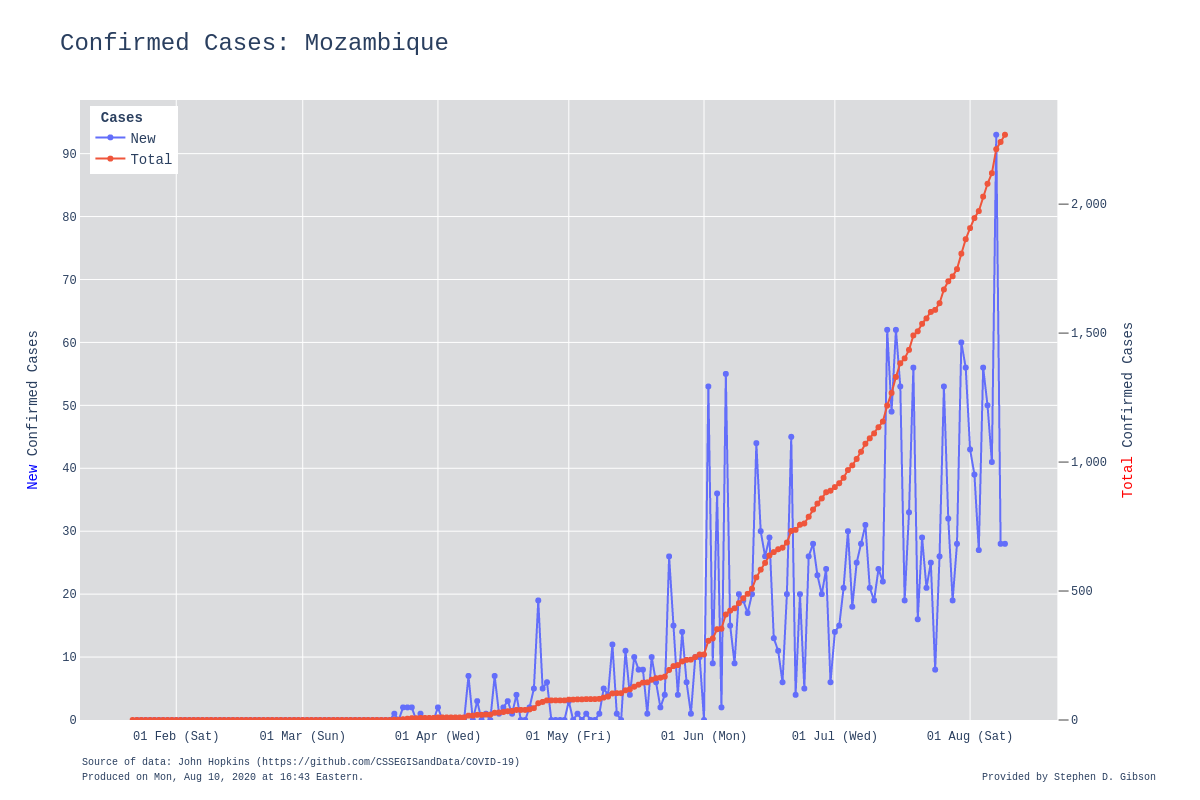 Confirmed Cases: Mozambique
Cases
New
Total
90
80
70
60
50
40
30
20
10
0
New Confirmed Cases
2,000
1,500
1,000
500
0
Total Confirmed Cases
01 Feb (Sat)
01 Mar (Sun)
01 Apr (Wed)
01 May (Fri)
01 Jun (Mon)
01 Jul (Wed)
01 Aug (Sat)
Source of data: John Hopkins (https://github.com/CSSEGISandData/COVID-19)
Produced on Mon, Aug 10, 2020 at 16:43 Eastern.
Provided by Stephen D. Gibson